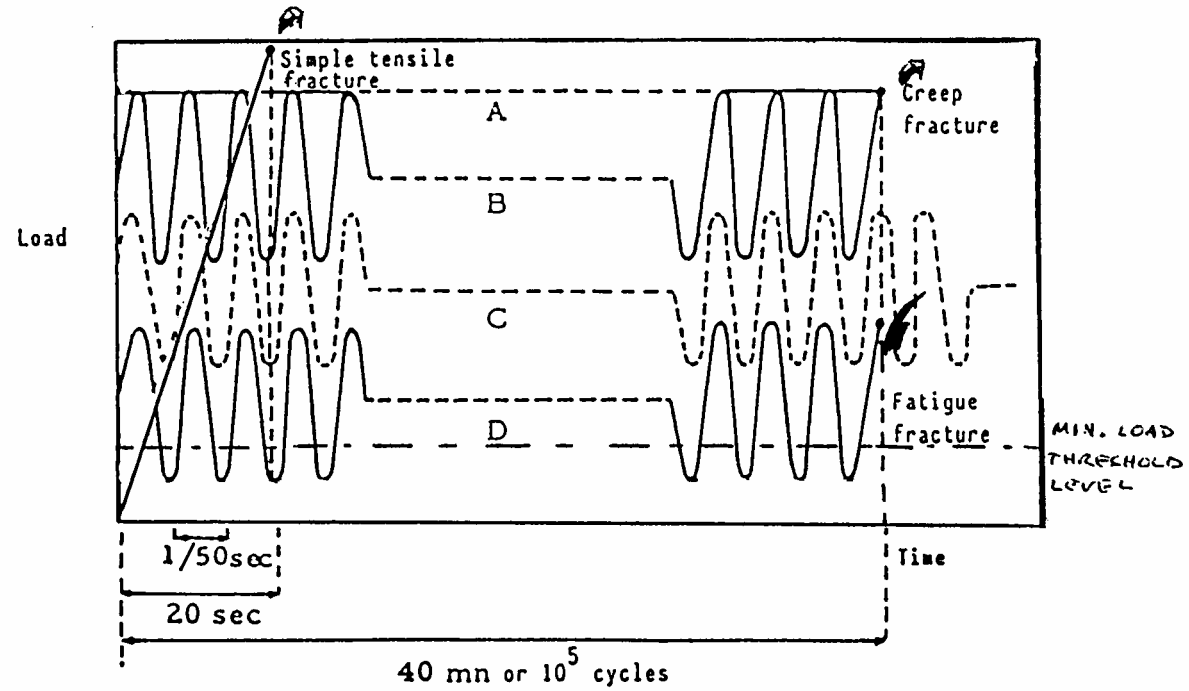 Simple tensile
fracture
Creep
fracture
A
B
Load
C
Fatigue
fracture
D
MIN. LOAD
THRESHOLD
LEVEL
1/50sec
Time
20 sec
40 mn or 10⁵ cycles